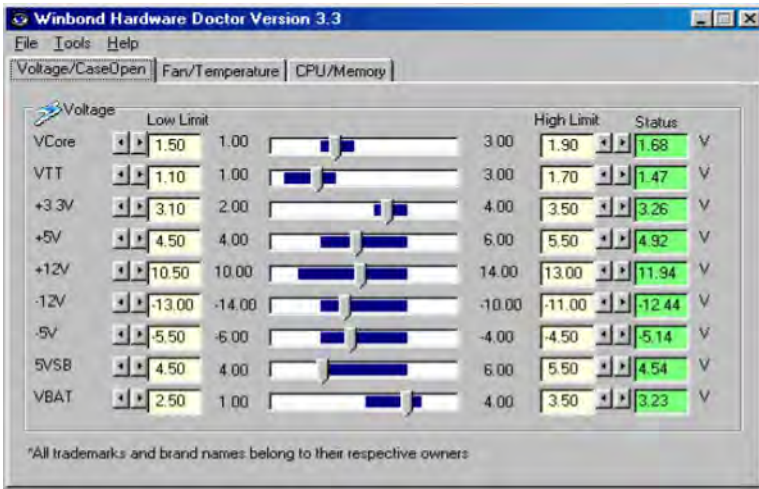 Winbond Hardware Doctor Version 3.3
File Tools Help
Voltage/CaseOpen Fan/Temperature CPU/Memory
Voltage
Low Limit High Limit Status
VCore 1.50 1.00 3.00 1.90 1.68 V
VTT 1.10 1.00 3.00 1.70 1.47 V
+3.3V 3.10 2.00 4.00 3.50 3.26 V
+5V 4.50 4.00 6.00 5.50 4.92 V
+12V 10.50 10.00 14.00 13.00 11.94 V
-12V -13.00 -14.00 -10.00 -11.00 -12.44 V
-5V -5.50 -6.00 -4.00 -4.50 -5.14 V
5VSB 4.50 4.00 6.00 5.50 4.54 V
VBAT 2.50 1.00 4.00 3.50 3.23 V
*All trademarks and brand names belong to their respective owners